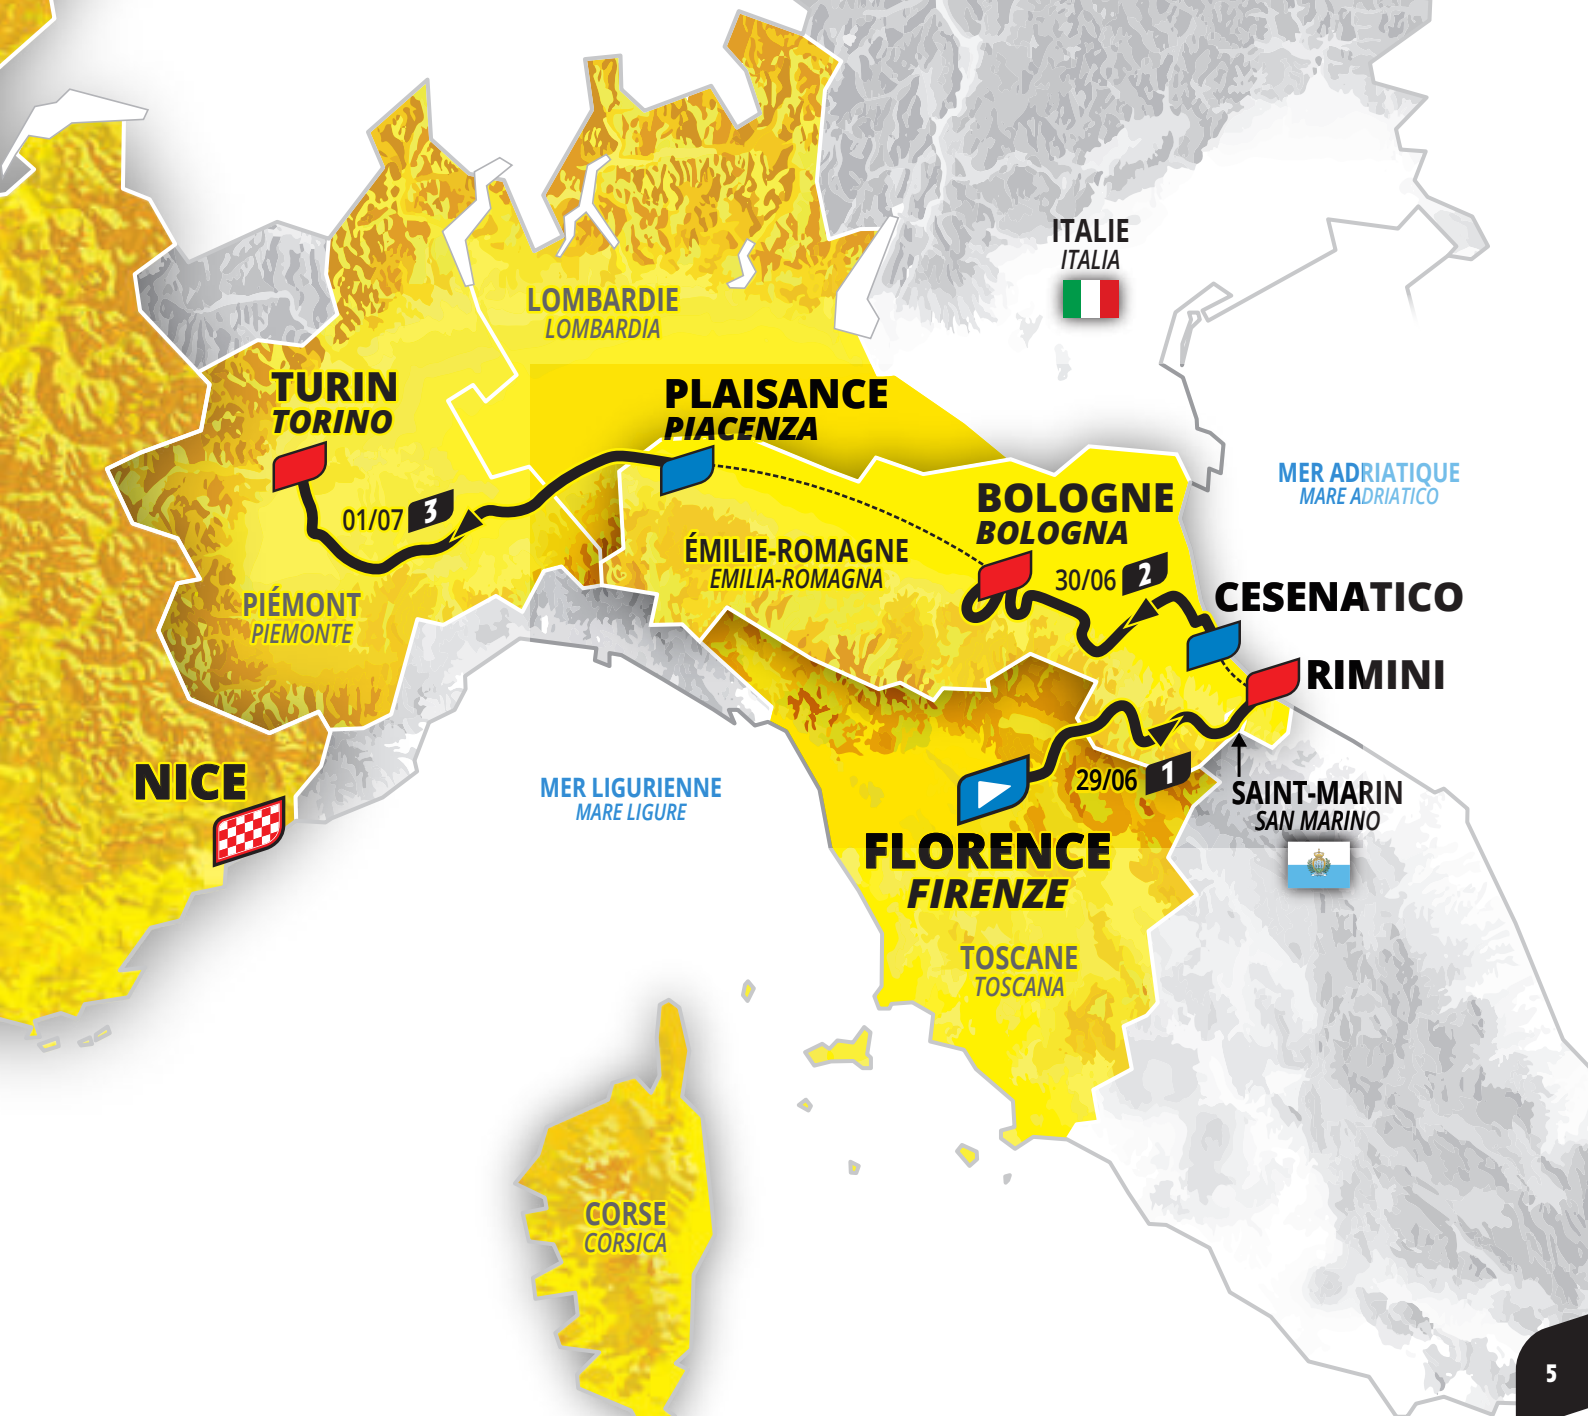 ITALIE
ITALIA
LOMBARDIE
LOMBARDIA
TURIN
TORINO
PLAISANCE
PIACENZA
MER ADRIATIQUE
MARE ADRIATICO
BOLOGNE
BOLOGNA
01/07 3
ÉMILIE-ROMAGNE
EMILIA-ROMAGNA
30/06 2
CESENATICO
PIÉMONT
PIEMONTE
RIMINI
NICE
MER LIGURIENNE
MARE LIGURE
29/06 1
SAINT-MARIN
SAN MARINO
FLORENCE
FIRENZE
TOSCANE
TOSCANA
CORSE
CORSICA
5